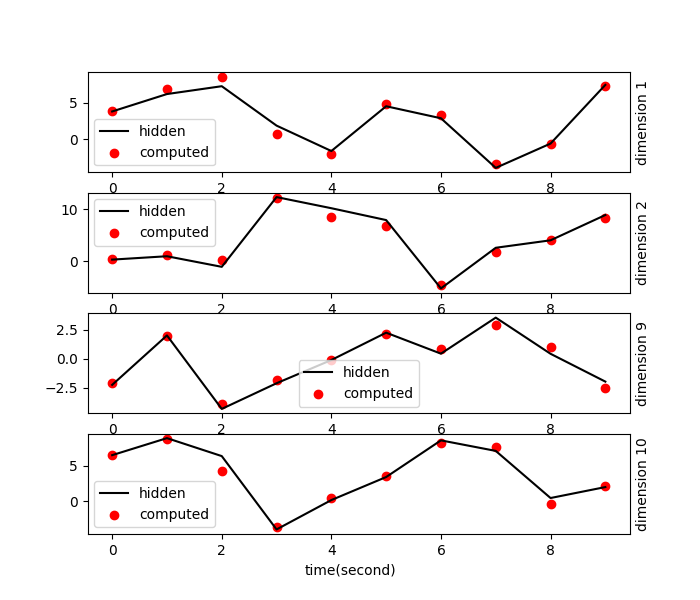 5
0
hidden
computed
0 2 4 6 8
dimension 1
10
0
hidden
computed
0 2 4 6 8
dimension 2
2.5
0.0
−2.5
hidden
computed
0 2 4 6 8
dimension 9
5
0
hidden
computed
0 2 4 6 8
dimension 10
time(second)